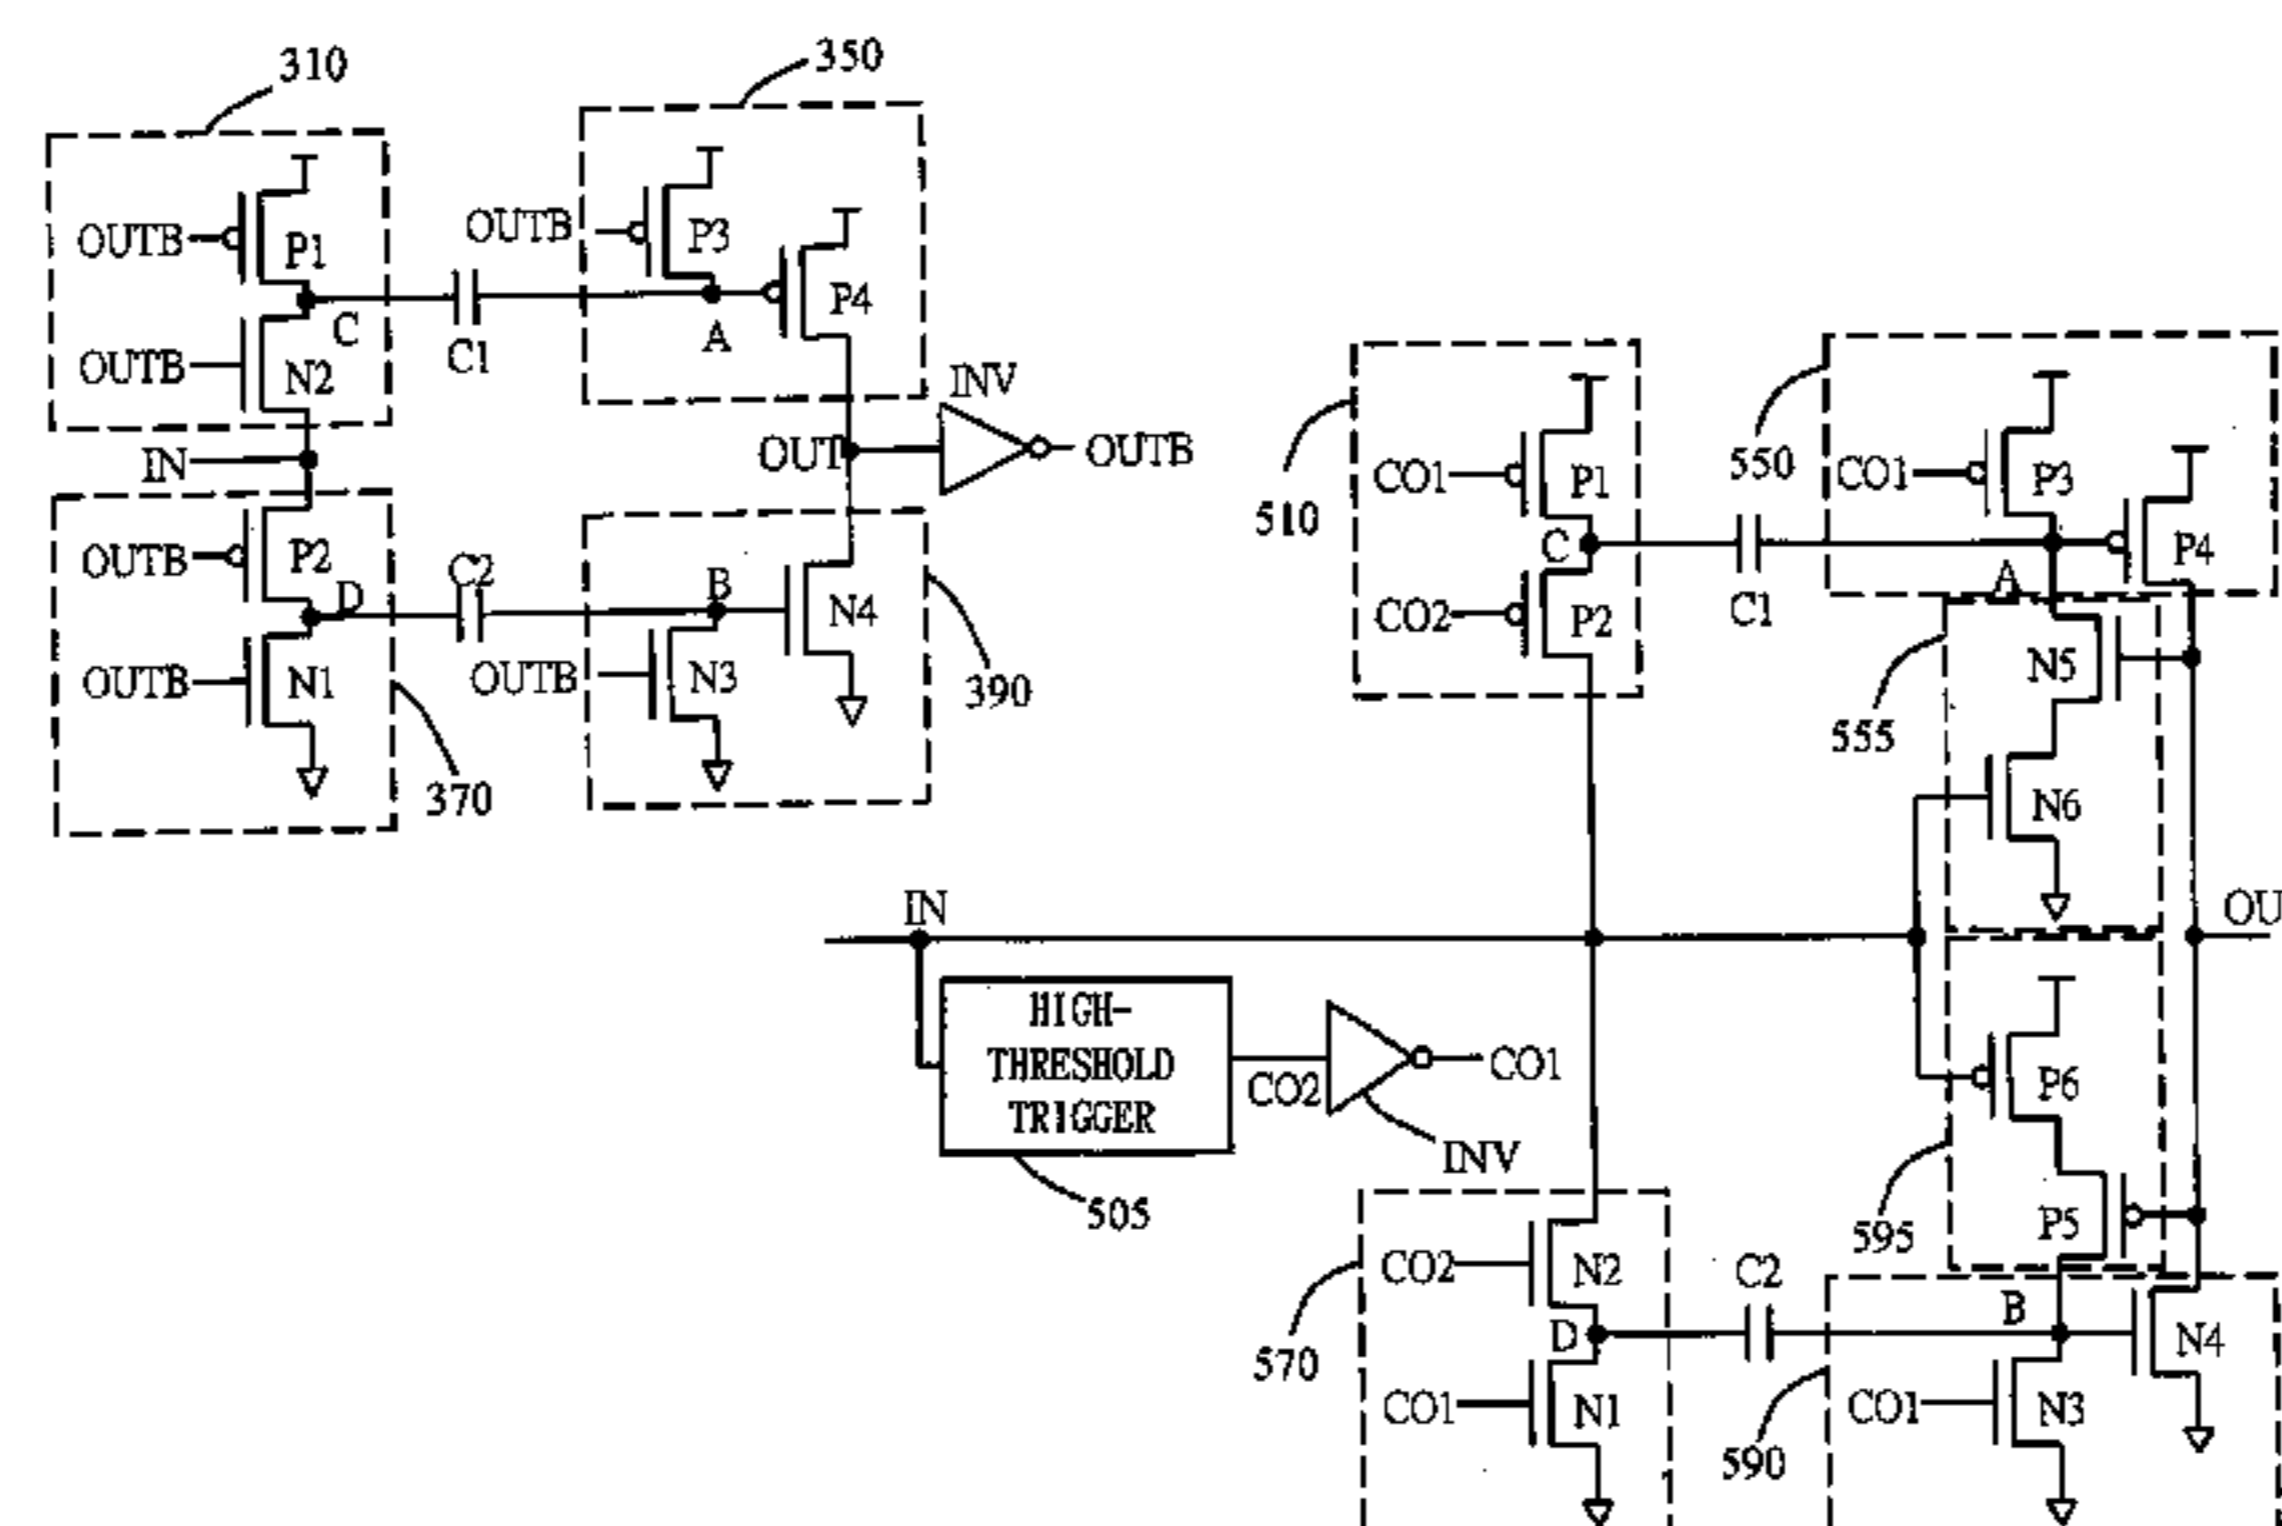 310
350
OUTB
P1
OUTB
P3
P4
C
C1
A
OUTB
N2
INV
IN
OUT
OUTB
OUTB
P2
D
C2
B
N4
OUTB
N1
OUTB
N3
390
370
510
CO1
P1
C
CO2
P2
C1
550
CO1
P3
P4
A
555
N5
N6
IN
OU
HIGH-
THRESHOLD
TRIGGER
CO2
CO1
INV
505
P6
595
P5
570
CO2
N2
D
C2
B
N4
CO1
N1
590
CO1
N3